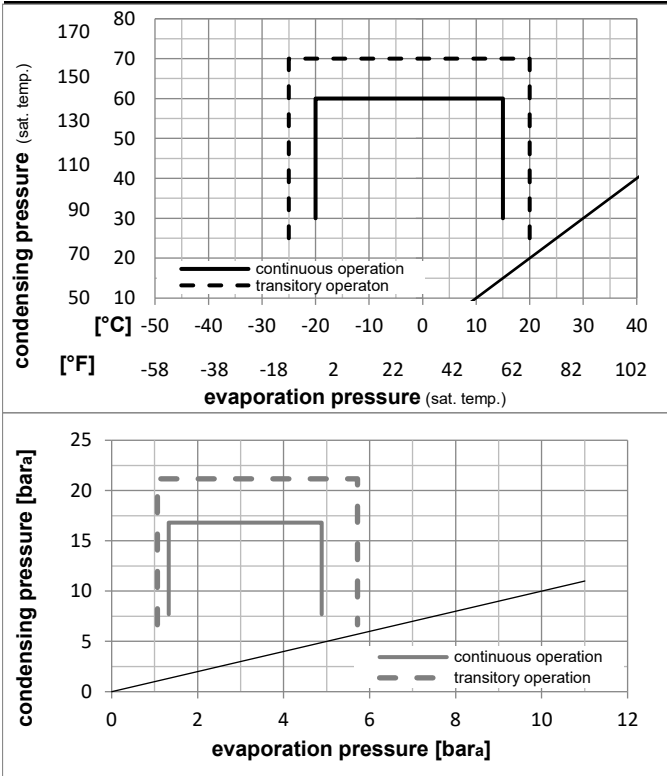 condensing pressure (sat. temp.)
170 80
150 70
130 60
110 50
90 40
70 30
50 20
10
continuous operation
transitory operaton
[°C] -50 -40 -30 -20 -10 0 10 20 30 40
[°F] -58 -38 -18 2 22 42 62 82 102
evaporation pressure (sat. temp.)
condensing pressure [bara]
25
20
15
10
5
0
continuous operation
transitory operation
0 2 4 6 8 10 12
evaporation pressure [bara]